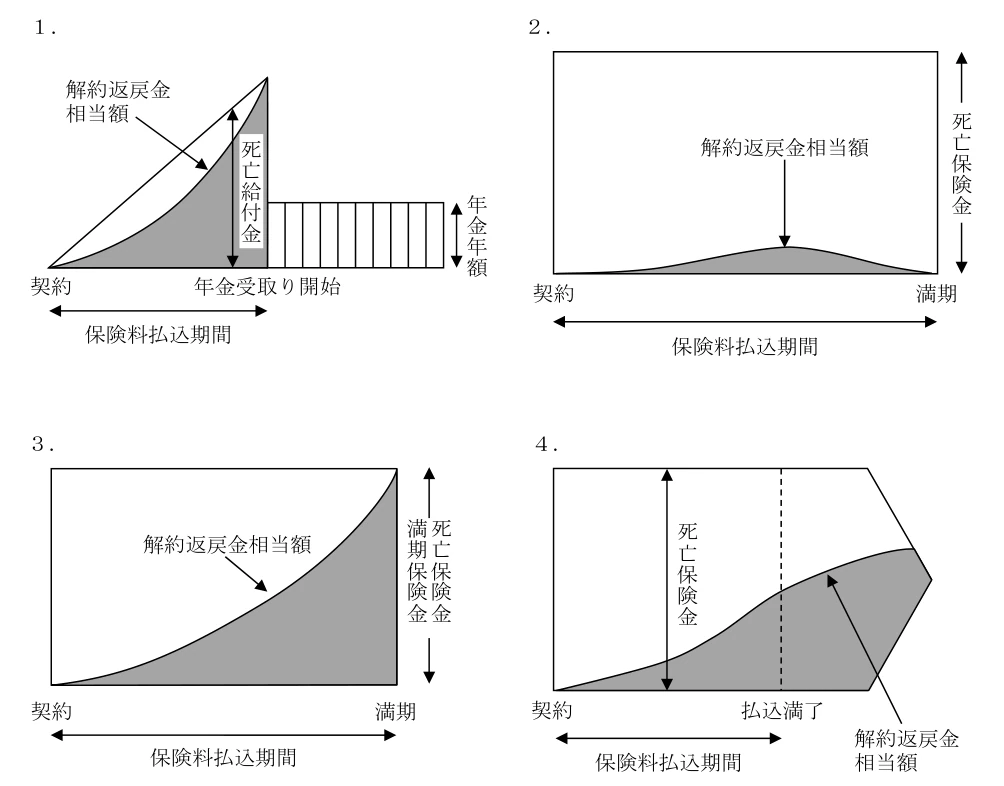 １．
解約返戻金
相当額
死亡給付金
年金年額
契約
年金受取り開始
保険料払込期間
２．
解約返戻金相当額
死亡保険金
契約
満期
保険料払込期間
３．
解約返戻金相当額
死亡保険金
満期保険金
契約
満期
保険料払込期間
４．
死亡保険金
契約
払込満了
保険料払込期間
解約返戻金
相当額